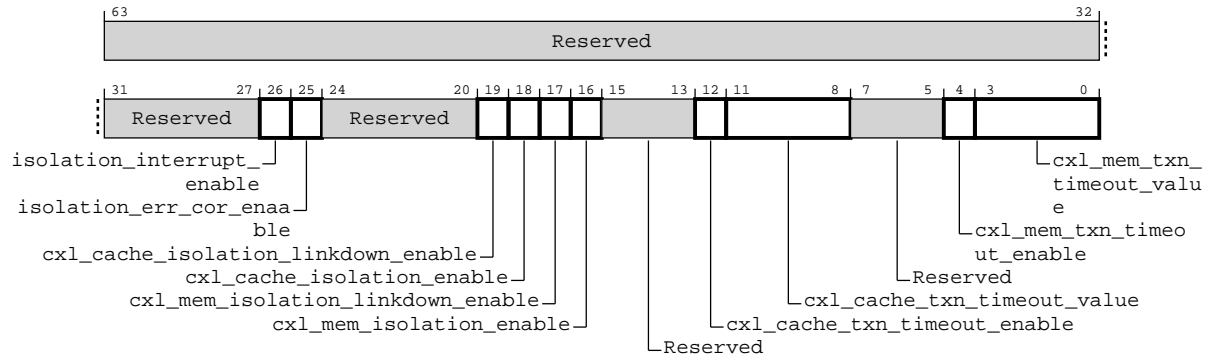 63 32
Reserved
31 27 26 25 24 20 19 18 17 16 15 13 12 11 8 7 5 4 3 0
Reserved Reserved
isolation_interrupt_
enable
isolation_err_cor_enaa
ble
cxl_cache_isolation_linkdown_enable
cxl_cache_isolation_enable
cxl_mem_isolation_linkdown_enable
cxl_mem_isolation_enable
cxl_mem_txn_
timeout_valu
e
cxl_mem_txn_timeo
ut_enable
Reserved
cxl_cache_txn_timeout_value
cxl_cache_txn_timeout_enable
Reserved